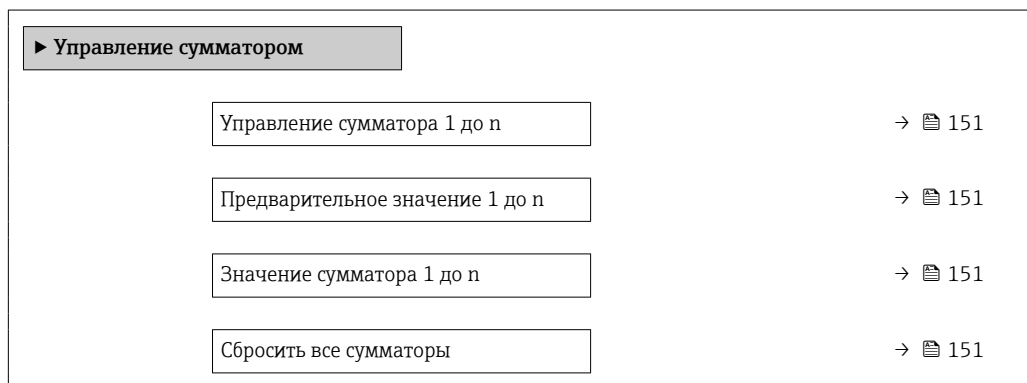 ▶ Управление сумматором
Управление сумматора 1 до n → 151
Предварительное значение 1 до n → 151
Значение сумматора 1 до n → 151
Сбросить все сумматоры → 151